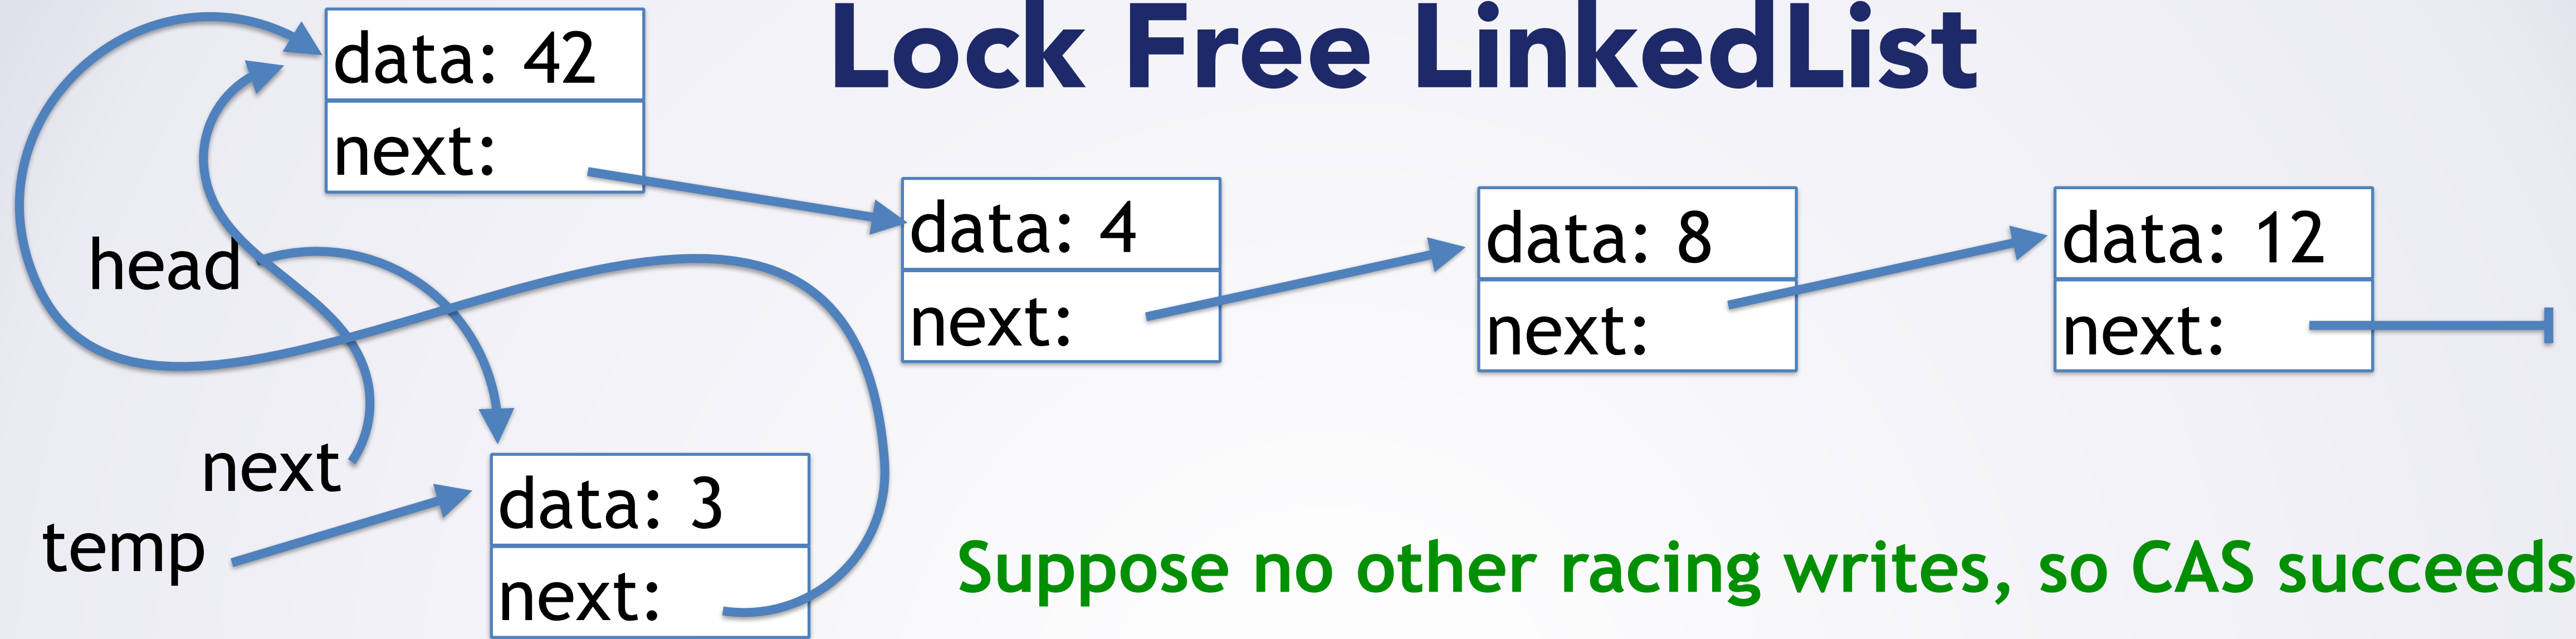 Lock Free LinkedList
data: 42
next:
data: 4
next:
data: 8
next:
data: 12
next:
head
next
temp
data: 3
next:
Suppose no other racing writes, so CAS succeeds